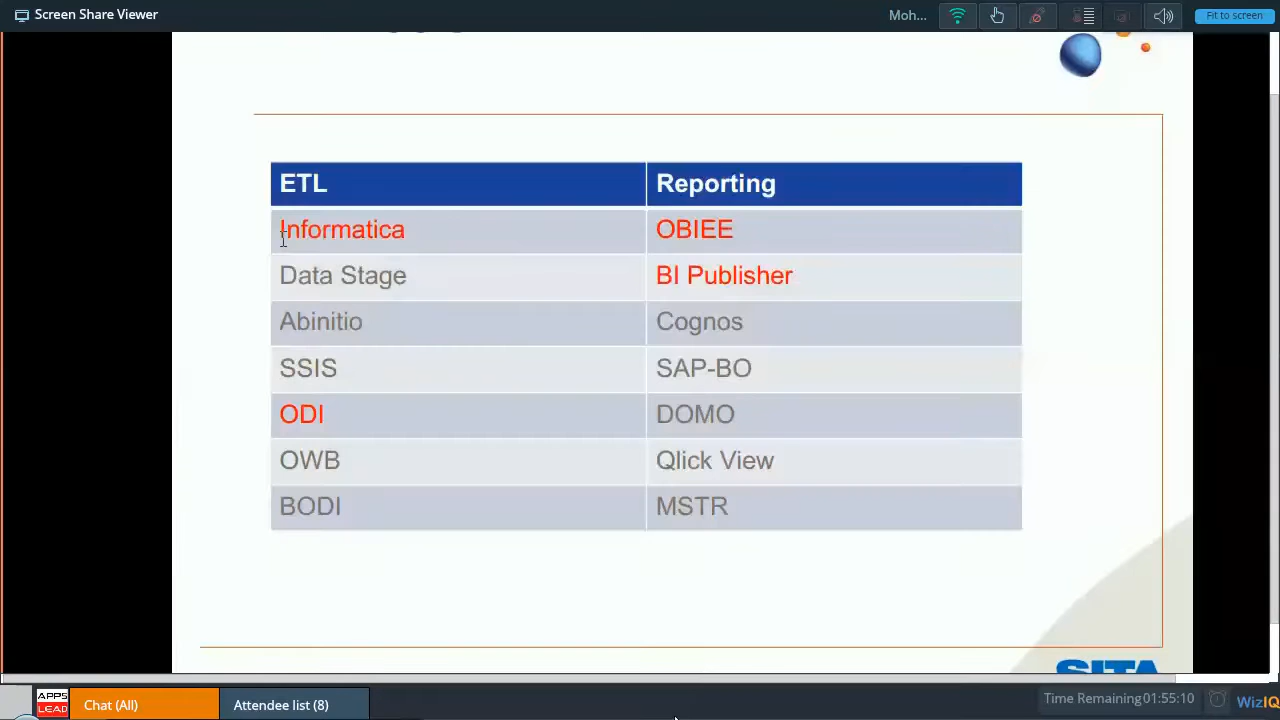 Screen Share Viewer
Moh...
Fit to screen
ETL Reporting
Informatica OBIEE
Data Stage BI Publisher
Abinitio Cognos
SSIS SAP-BO
ODI DOMO
OWB Qlick View
BODI MSTR
SITA
APPS LEAD
Chat (All)
Attendee list (8)
Time Remaining 01:55:10
WizIQ